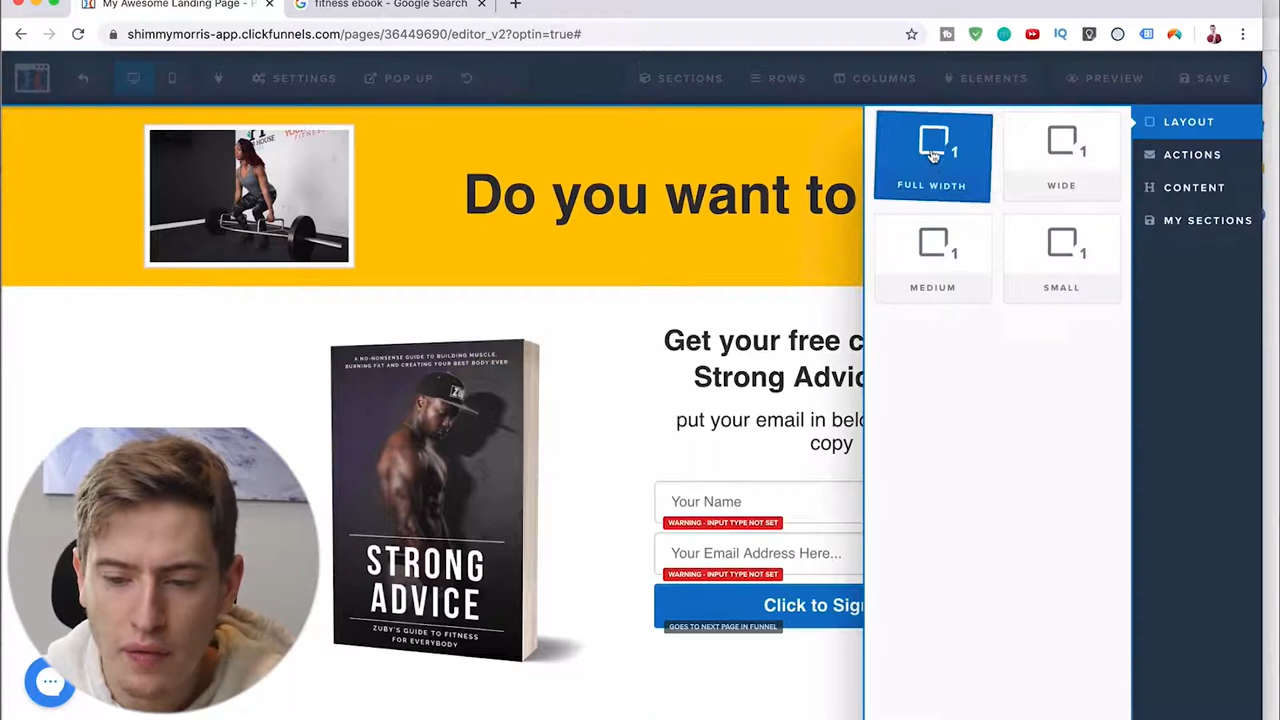 My Awesome Landing Page - P
fitness ebook - Google Search
shimmymorris-app.clickfunnels.com/pages/36449690/editor_v2?optin=true#
SETTINGS
POP UP
SECTIONS
ROWS
COLUMNS
ELEMENTS
PREVIEW
SAVE
LAYOUT
ACTIONS
CONTENT
MY SECTIONS
1
FULL WIDTH
1
WIDE
1
MEDIUM
1
SMALL
Do you want to
A NO-NONSENSE GUIDE TO BUILDING MUSCLE,
BURNING FAT AND CREATING YOUR BEST BODY EVER
STRONG
ADVICE
ZUBY'S GUIDE TO FITNESS
FOR EVERYBODY
Get your free c
Strong Advic
put your email in belo
copy
Your Name
WARNING - INPUT TYPE NOT SET
Your Email Address Here...
WARNING - INPUT TYPE NOT SET
Click to Sig
GOES TO NEXT PAGE IN FUNNEL